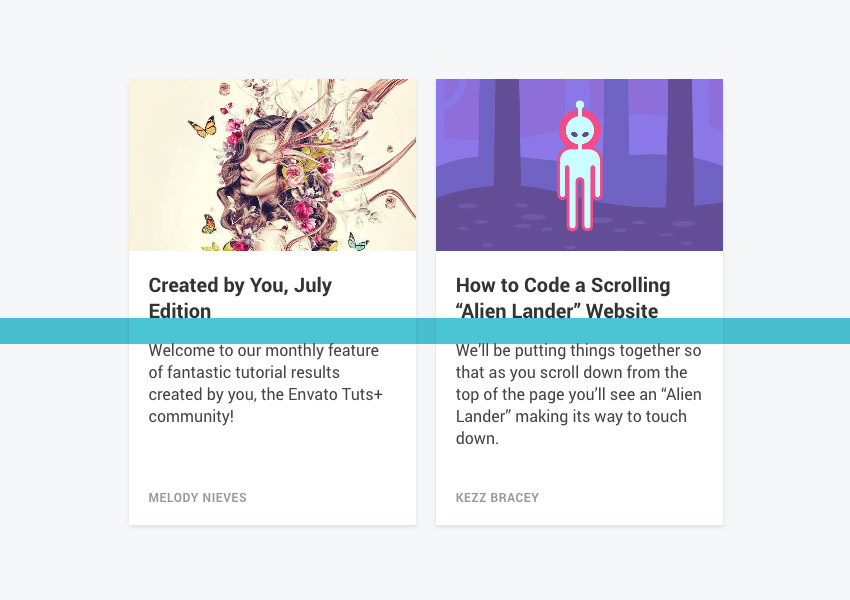 Created by You, July
Edition
Welcome to our monthly feature
of fantastic tutorial results
created by you, the Envato Tuts+
community!
MELODY NIEVES
How to Code a Scrolling
“Alien Lander” Website
We’ll be putting things together so
that as you scroll down from the
top of the page you’ll see an “Alien
Lander” making its way to touch
down.
KEZZ BRACEY